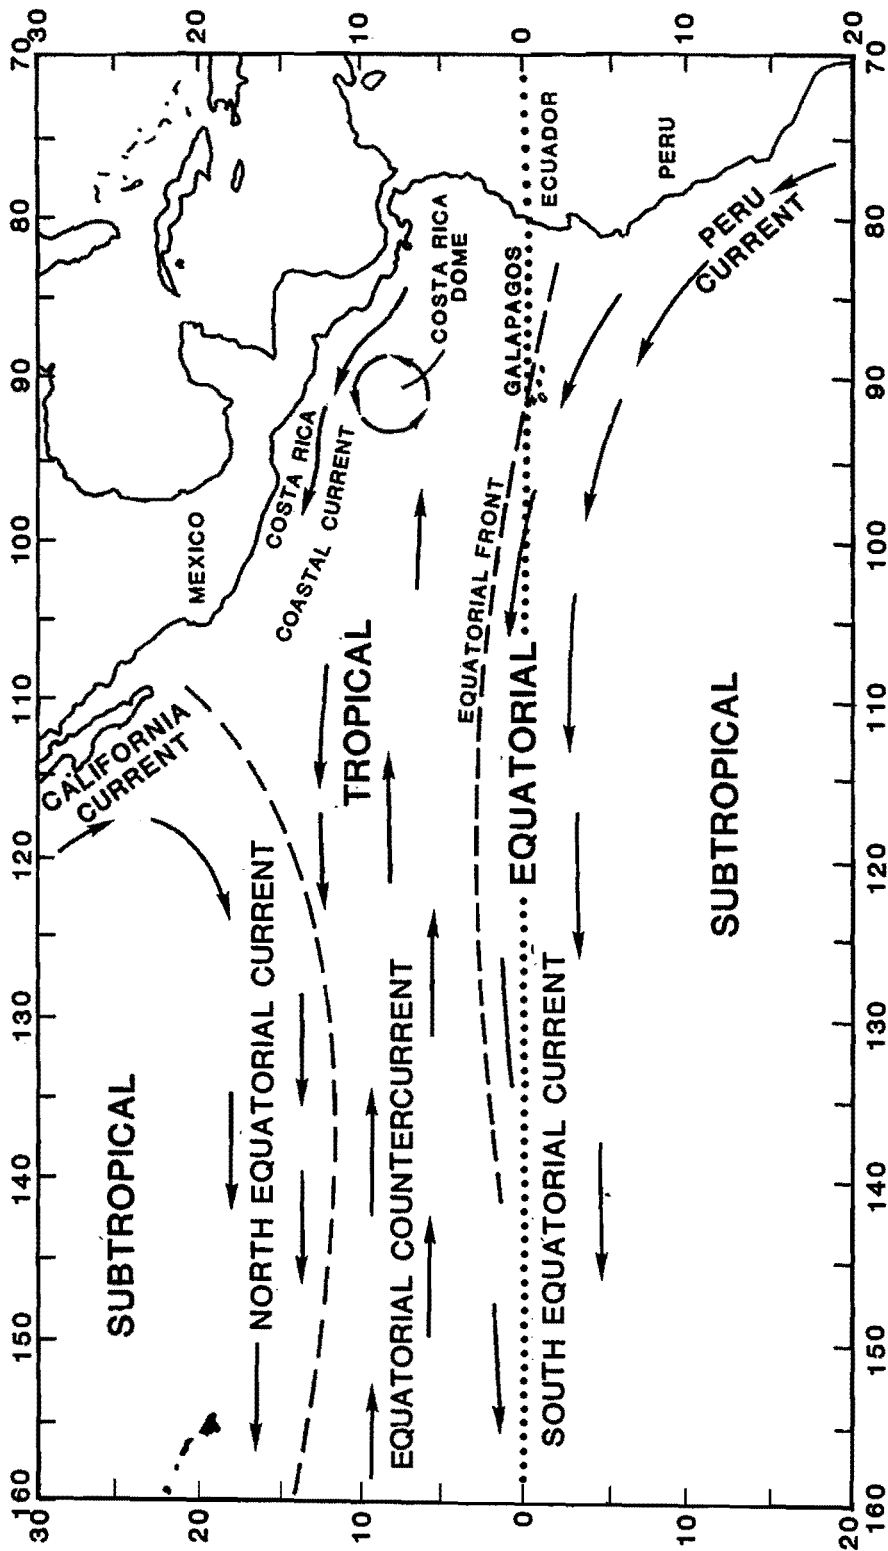 160
150
140
130
120
110
100
90
80
70
30
20
10
0
10
20
30
20
10
0
10
20
160
150
140
130
120
110
100
90
80
70
SUBTROPICAL
CALIFORNIA
CURRENT
MEXICO
NORTH EQUATORIAL CURRENT
COSTA RICA
COASTAL CURRENT
TROPICAL
COSTA RICA
DOME
EQUATORIAL COUNTERCURRENT
EQUATORIAL FRONT
GALAPAGOS
EQUATORIAL
ECUADOR
SOUTH EQUATORIAL CURRENT
PERU
PERU
CURRENT
SUBTROPICAL